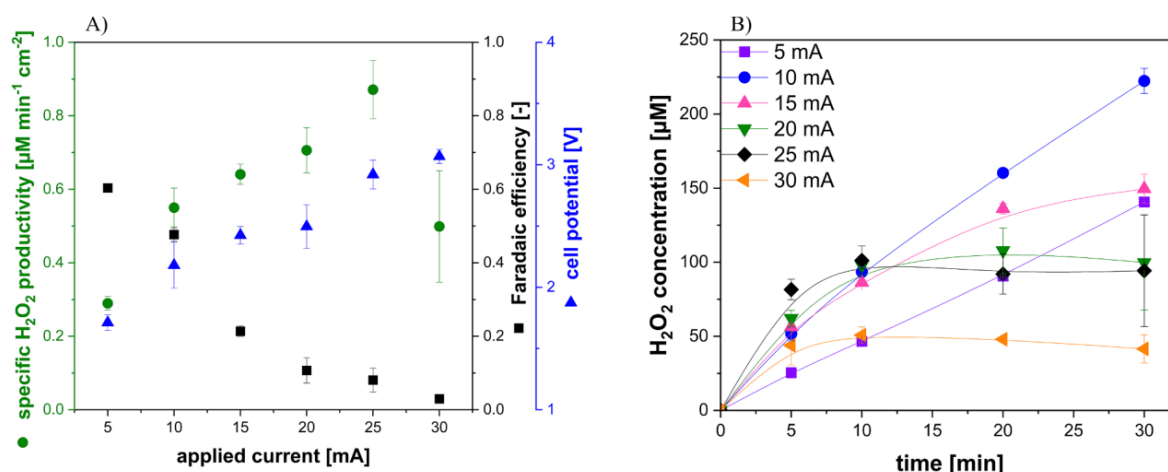 A)
specific H₂O₂ productivity [µM min⁻¹ cm⁻²]
1.0
0.8
0.6
0.4
0.2
0.0
5 10 15 20 25 30
applied current [mA]
1.0
0.8
0.6
0.4
0.2
0.0
Faradaic efficiency [-]
4
3
2
1
cell potential [V]
B)
H₂O₂ concentration [µM]
250
200
150
100
50
0
5 mA
10 mA
15 mA
20 mA
25 mA
30 mA
0 5 10 15 20 25 30
time [min]